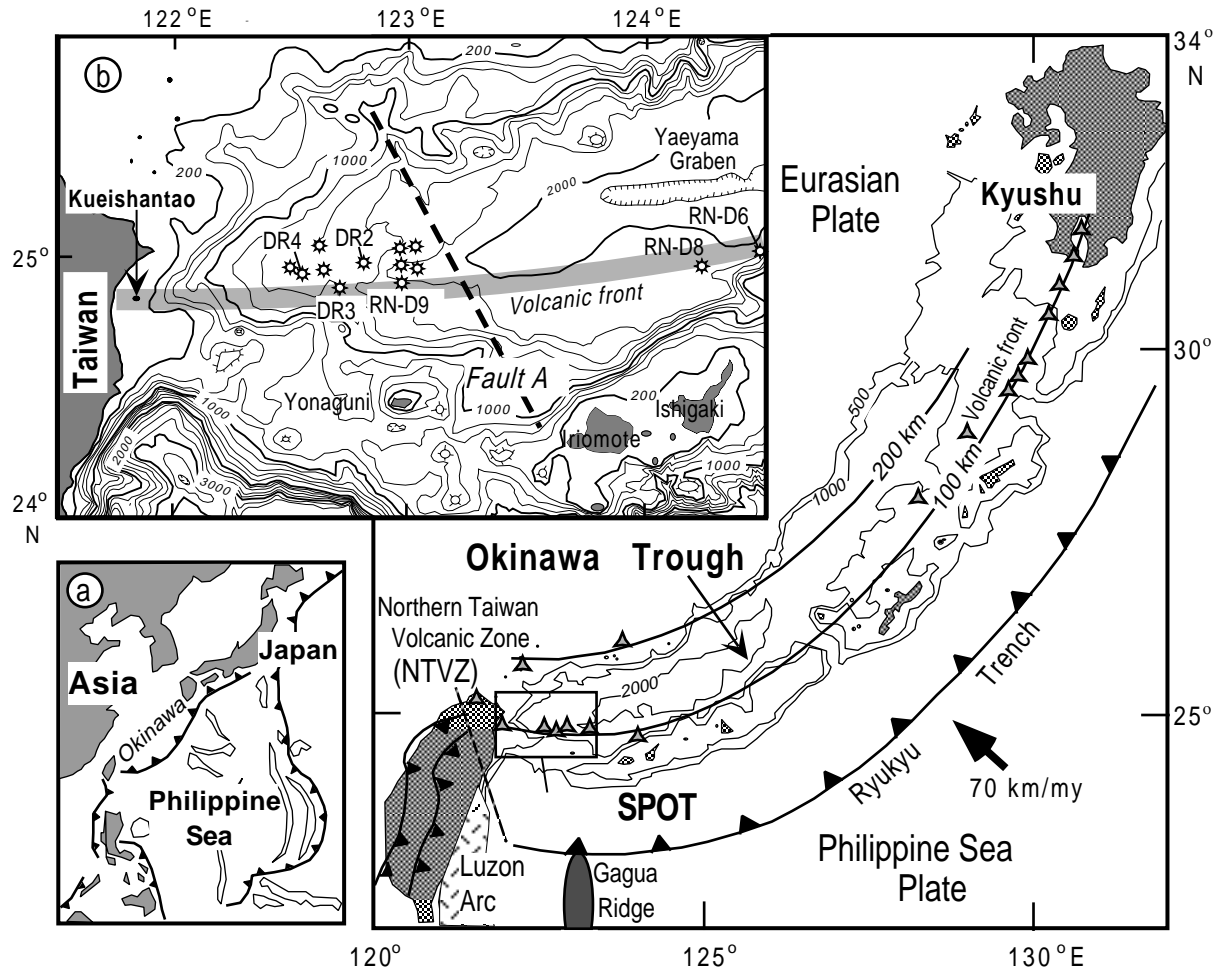 122 °E
123 °E
124 °E
34°
N
b
200
Yaeyama
Graben
200
1000
2000
Kueishantao
RN-D6
DR4
DR2
RN-D8
25°
DR3
RN-D9
Volcanic front
Taiwan
Fault A
Yonaguni
1000
200
Ishigaki
Iriomote
1000
2000
3000
1000
24°
N
Eurasian
Plate
Kyushu
30°
Volcanic front
500
200 km
1000
100 km
a
Asia
Japan
Okinawa
Philippine
Sea
Okinawa Trough
Northern Taiwan
Volcanic Zone
(NTVZ)
2000
Trench
25°
Ryukyu
70 km/my
SPOT
Philippine Sea
Plate
Luzon
Arc
Gagua
Ridge
120°
125°
130°